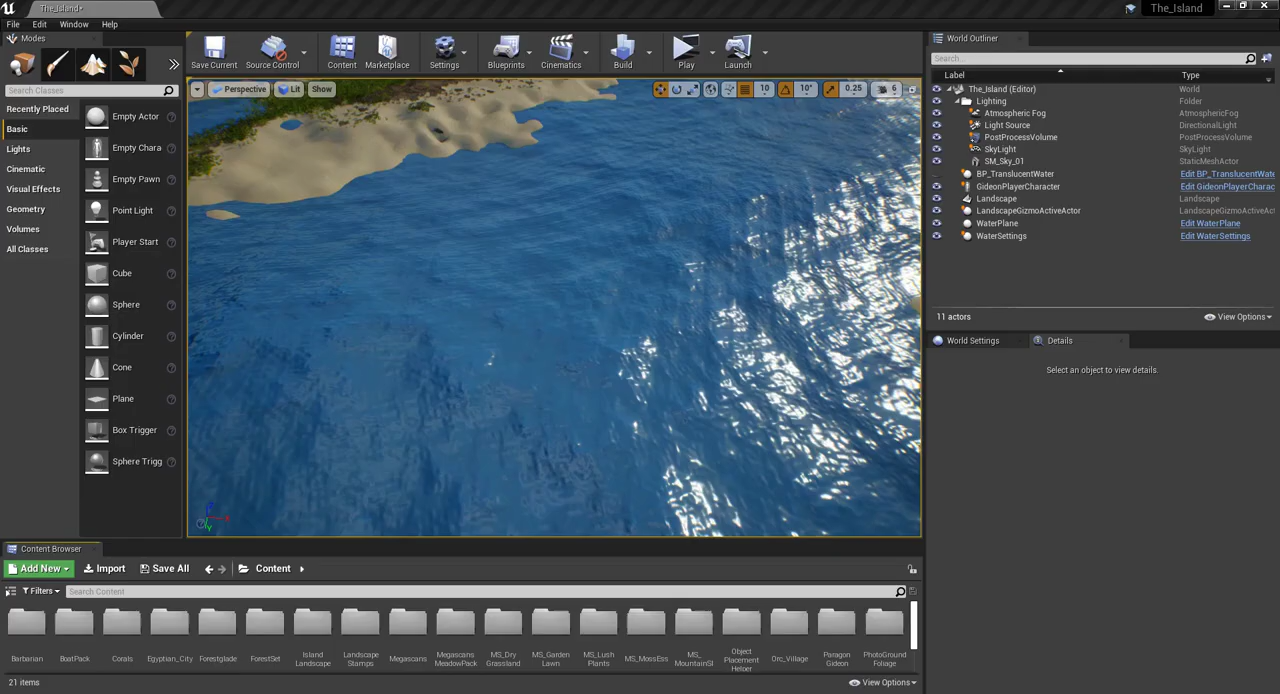 The_Island•
The_Island
File Edit Window Help
Modes
Search Classes
Recently Placed
Basic
Lights
Cinematic
Visual Effects
Geometry
Volumes
All Classes
Empty Actor
Empty Chara
Empty Pawn
Point Light
Player Start
Cube
Sphere
Cylinder
Cone
Plane
Box Trigger
Sphere Trigg
Save Current Source Control Content Marketplace Settings Blueprints Cinematics Build Play Launch
Perspective Lit Show 10 10° 0.25 6
World Outliner
Search...
Label Type
The_Island (Editor) World
Lighting Folder
Atmospheric Fog AtmosphericFog
Light Source DirectionalLight
PostProcessVolume PostProcessVolume
SkyLight SkyLight
SM_Sky_01 StaticMeshActor
BP_TranslucentWater Edit BP_TranslucentWate
GideonPlayerCharacter Edit GideonPlayerCharac
Landscape Landscape
LandscapeGizmoActiveActor LandscapeGizmoActiveAct
WaterPlane Edit WaterPlane
WaterSettings Edit WaterSettings
11 actors View Options
World Settings Details
Select an object to view details.
Content Browser
Add New Import Save All Content
Filters Search Content
Barbarian
BoatPack
Corals
Egyptian_City
Forestglade
ForestSet
Island
Landscape
Landscape
Stamps
Megascans
Megascans
MeadowPack
MS_Dry
Grassland
MS_Garden
Lawn
MS_Lush
Plants
MS_MossEss
MS_
MountainSl
Object
Placement
Helper
Orc_Village
Paragon
Gideon
PhotoGround
Foliage
21 items View Options